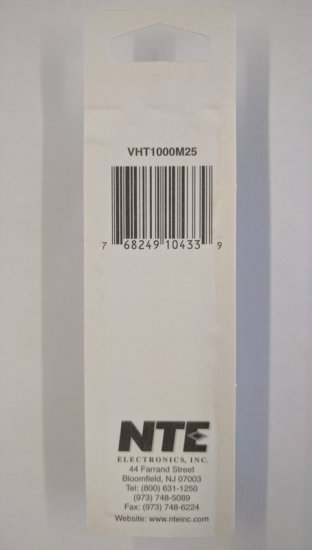 VHT1000M25
7 68249 10433 9
NTE
ELECTRONICS, INC.
44 Farrand Street
Bloomfield, NJ 07003
Tel: (800) 631-1250
(973) 748-5089
Fax: (973) 748-6224
Website: www.nteinc.com